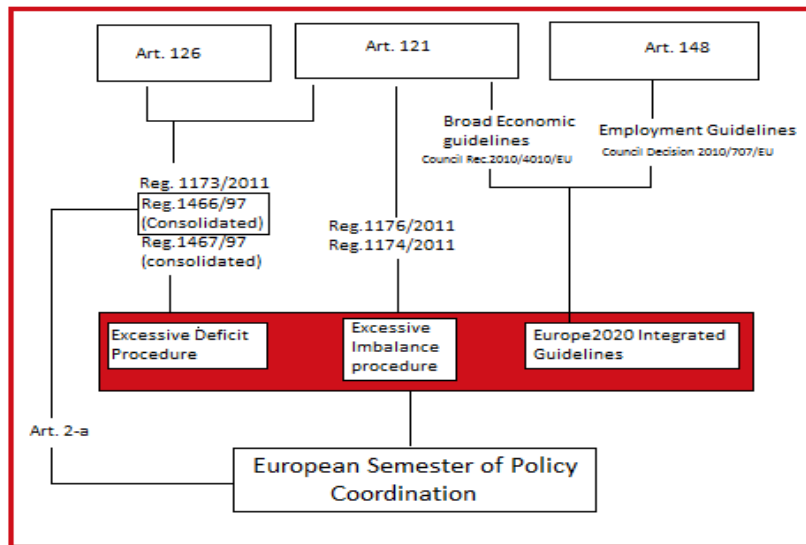 Art. 126
Art. 121
Art. 148
Broad Economic
guidelines
Council Rec.2010/4010/EU
Employment Guidelines
Council Decision 2010/707/EU
Reg. 1173/2011
Reg.1466/97
(Consolidated)
Reg.1467/97
(consolidated)
Reg.1176/2011
Reg.1174/2011
Excessive Deficit
Procedure
Excessive
Imbalance
procedure
Europe2020 Integrated
Guidelines
Art. 2-a
European Semester of Policy
Coordination